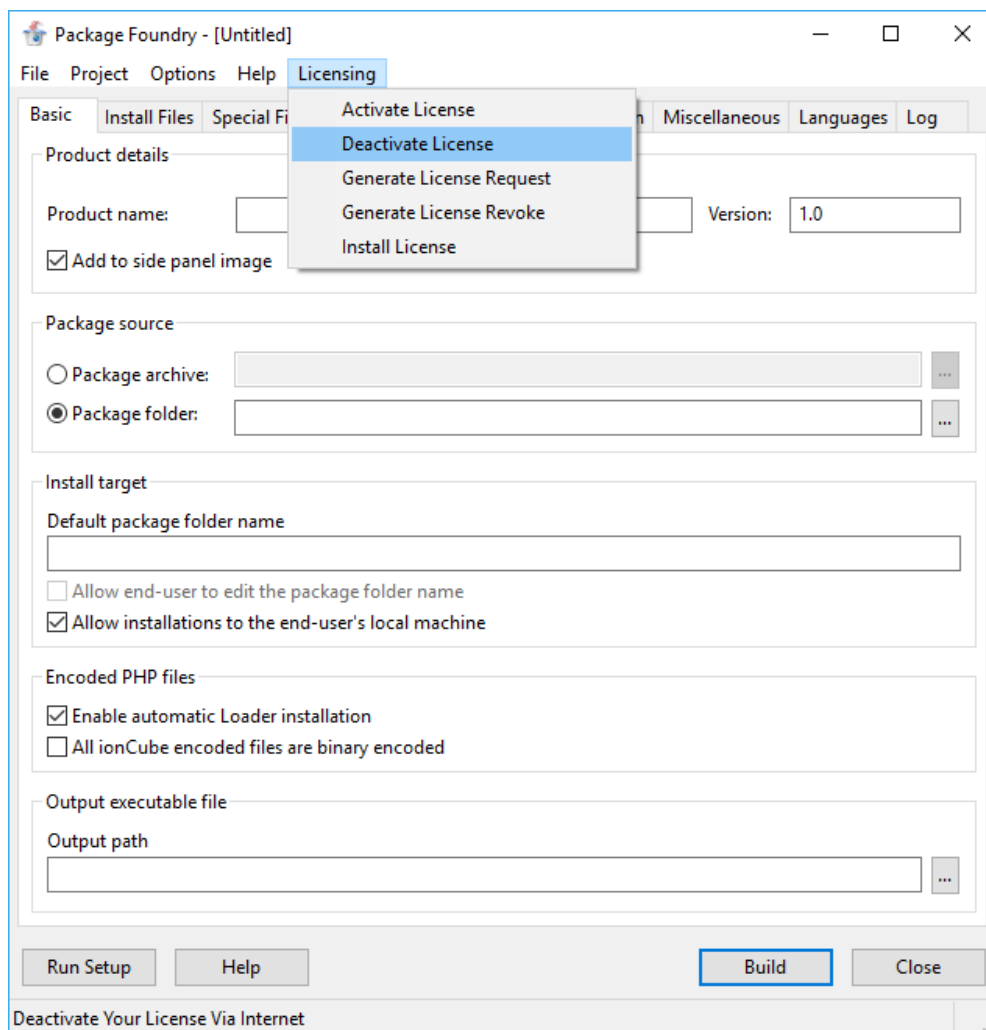 Package Foundry - [Untitled]
File Project Options Help Licensing
Basic Install Files Special Fi n Miscellaneous Languages Log
Activate License
Deactivate License
Generate License Request
Generate License Revoke
Install License
Product details
Product name: Version: 1.0
Add to side panel image
Package source
Package archive: ...
Package folder: ...
Install target
Default package folder name
Allow end-user to edit the package folder name
Allow installations to the end-user's local machine
Encoded PHP files
Enable automatic Loader installation
All ionCube encoded files are binary encoded
Output executable file
Output path
...
Run Setup Help Build Close
Deactivate Your License Via Internet